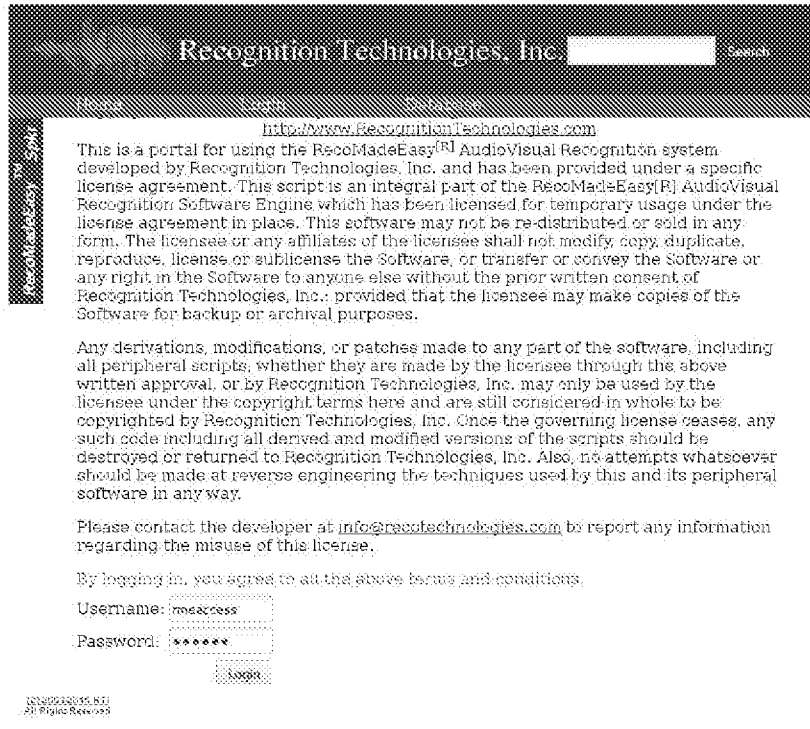 Recognition Technologies, Inc
Search
Home Login Database
http://www.RecognitionTechnologies.com
RecoMadeEasy
This is a portal for using the RecoMadeEasy[R] AudioVisual Recognition system
developed by Recognition Technologies, Inc. and has been provided under a specific
license agreement. This script is an integral part of the RecoMadeEasy[R] AudioVisual
Recognition Software Engine which has been licensed for temporary usage under the
license agreement in place. This software may not be re-distributed or sold in any
form. The licensee or any affiliates of the licensee shall not modify, copy, duplicate,
reproduce, license or sublicense the Software, or transfer or convey the Software or
any right in the Software to anyone else without the prior written consent of
Recognition Technologies, Inc.; provided that the licensee may make copies of the
Software for backup or archival purposes.
Any derivations, modifications, or patches made to any part of the software, including
all peripheral scripts, whether they are made by the licensee through the above
written approval, or by Recognition Technologies, Inc. may only be used by the
licensee under the copyright terms here and are still considered in whole to be
copyrighted by Recognition Technologies, Inc. Once the governing license ceases, any
such code including all derived and modified versions of the scripts should be
destroyed or returned to Recognition Technologies, Inc. Also, no attempts whatsoever
should be made at reverse engineering the techniques used by this and its peripheral
software in any way.
Please contact the developer at info@recotechnologies.com to report any information
regarding the misuse of this license.
By logging in, you agree to all the above terms and conditions.
Username: rmeaccess
Password: ******
Login
All Rights Reserved